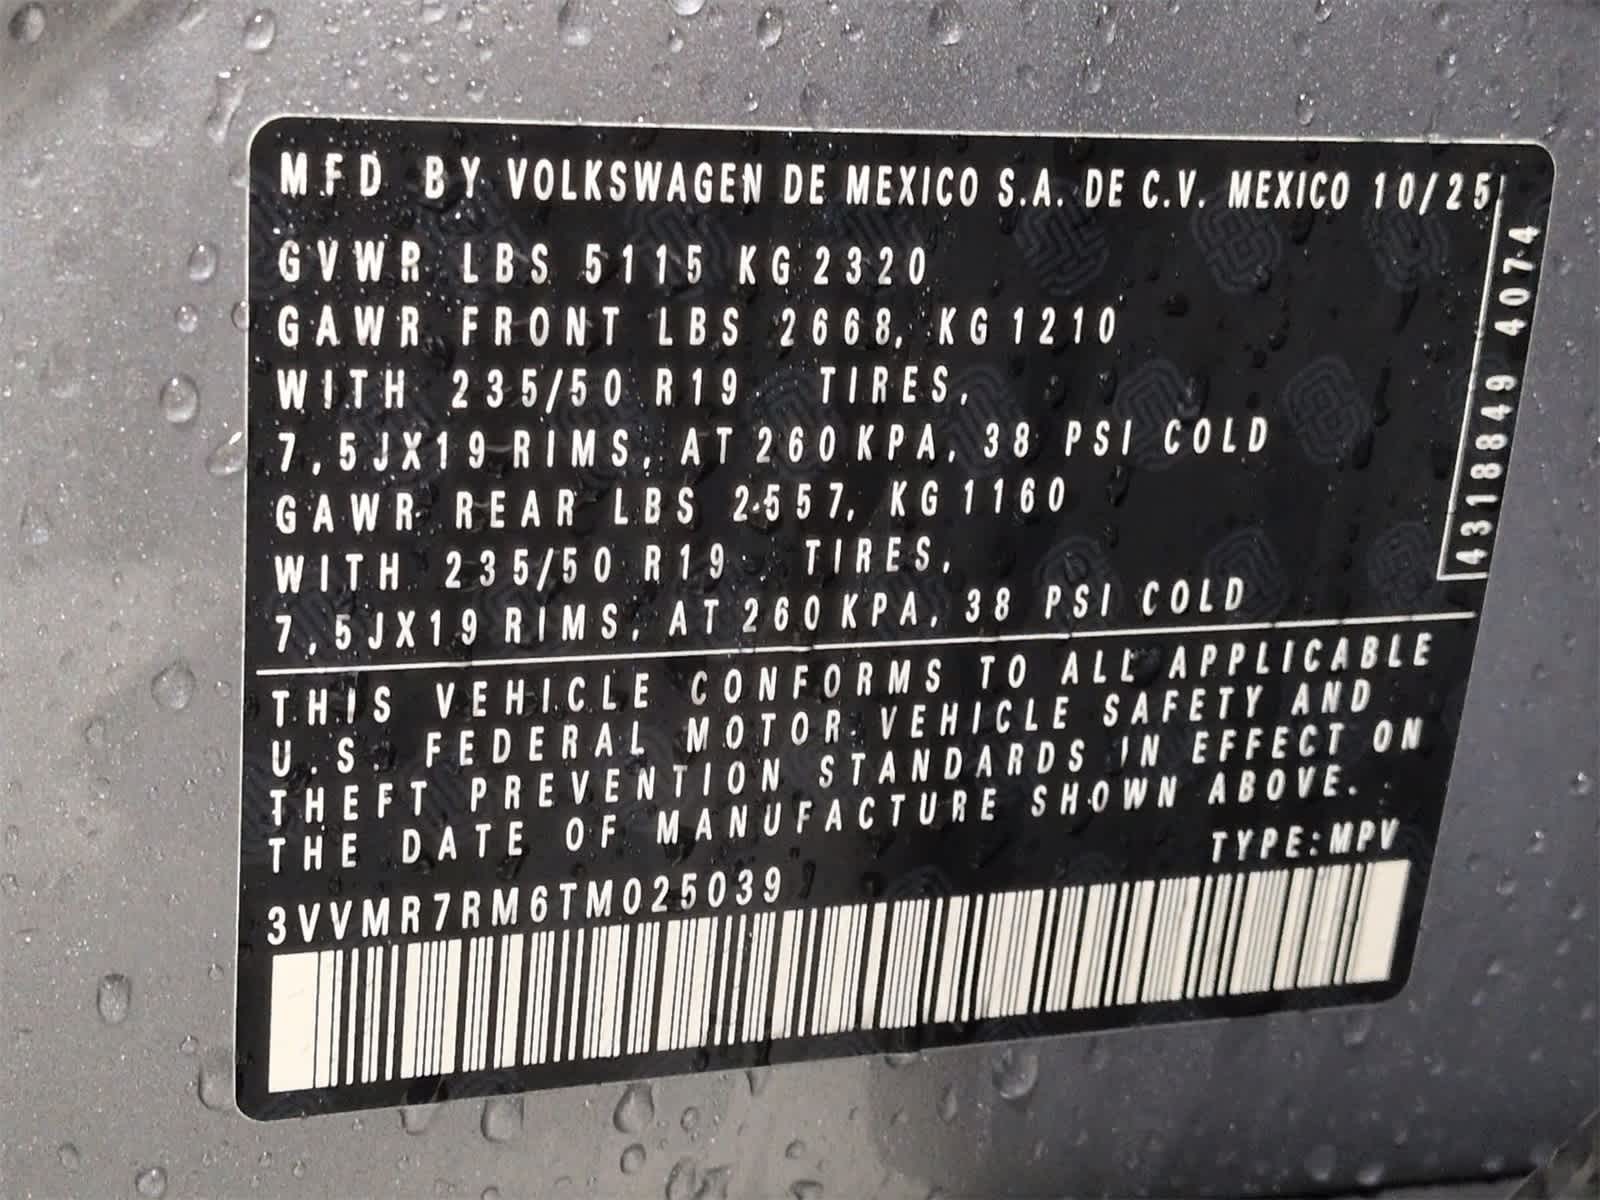 MFD BY VOLKSWAGEN DE MEXICO S.A. DE C.V. MEXICO 10/25
GVWR LBS 5115 KG 2320
GAWR FRONT LBS 2668, KG 1210
WITH 235/50 R19 TIRES,
7,5JX19 RIMS, AT 260 KPA, 38 PSI COLD
GAWR REAR LBS 2557, KG 1160
WITH 235/50 R19 TIRES,
7,5JX19 RIMS, AT 260 KPA, 38 PSI COLD
4318849 4074
THIS VEHICLE CONFORMS TO ALL APPLICABLE
U.S. FEDERAL MOTOR VEHICLE SAFETY AND
THEFT PREVENTION STANDARDS IN EFFECT ON
THE DATE OF MANUFACTURE SHOWN ABOVE.
TYPE:MPV
3VVMR7RM6TM025039